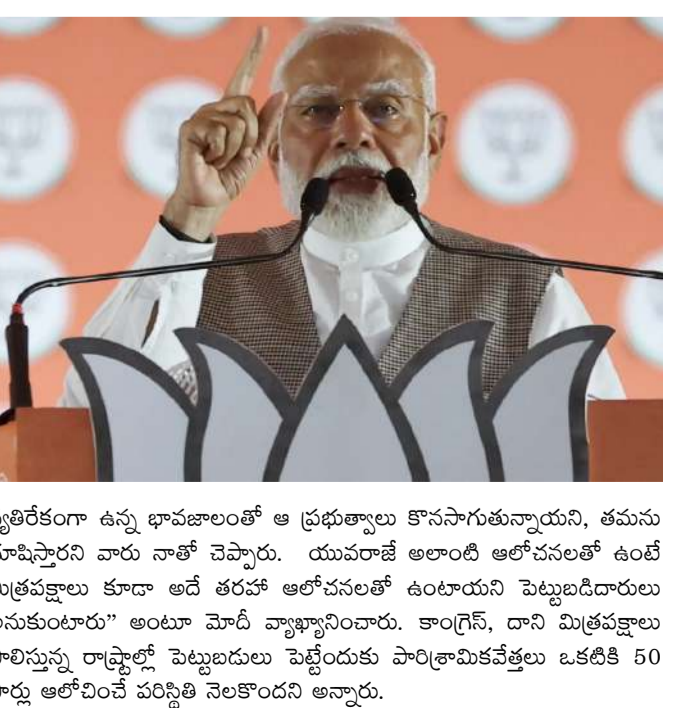 ఉన్న భావజాలంతో ఆ ప్రభుత్వాలు కొనసాగుతున్నాయని, తమను
వారు నాతో చెప్పారు. యువరాజే అలాంటి ఆలోచనలతో ఉంటే
కూడా అదే తరహా ఆలోచనలతో ఉంటాయని పెట్టుబడిదారులు
అంటూ మోదీ వ్యాఖ్యానించారు. కాంగ్రెస్, దాని మిత్రపక్షాలు
రాష్ట్రాల్లో పెట్టుబడులు పెట్టేందుకు పారిశ్రామికవేత్తలు ఒకటికి 50
ఆలోచించే పరిస్థితి నెలకొందని అన్నారు.